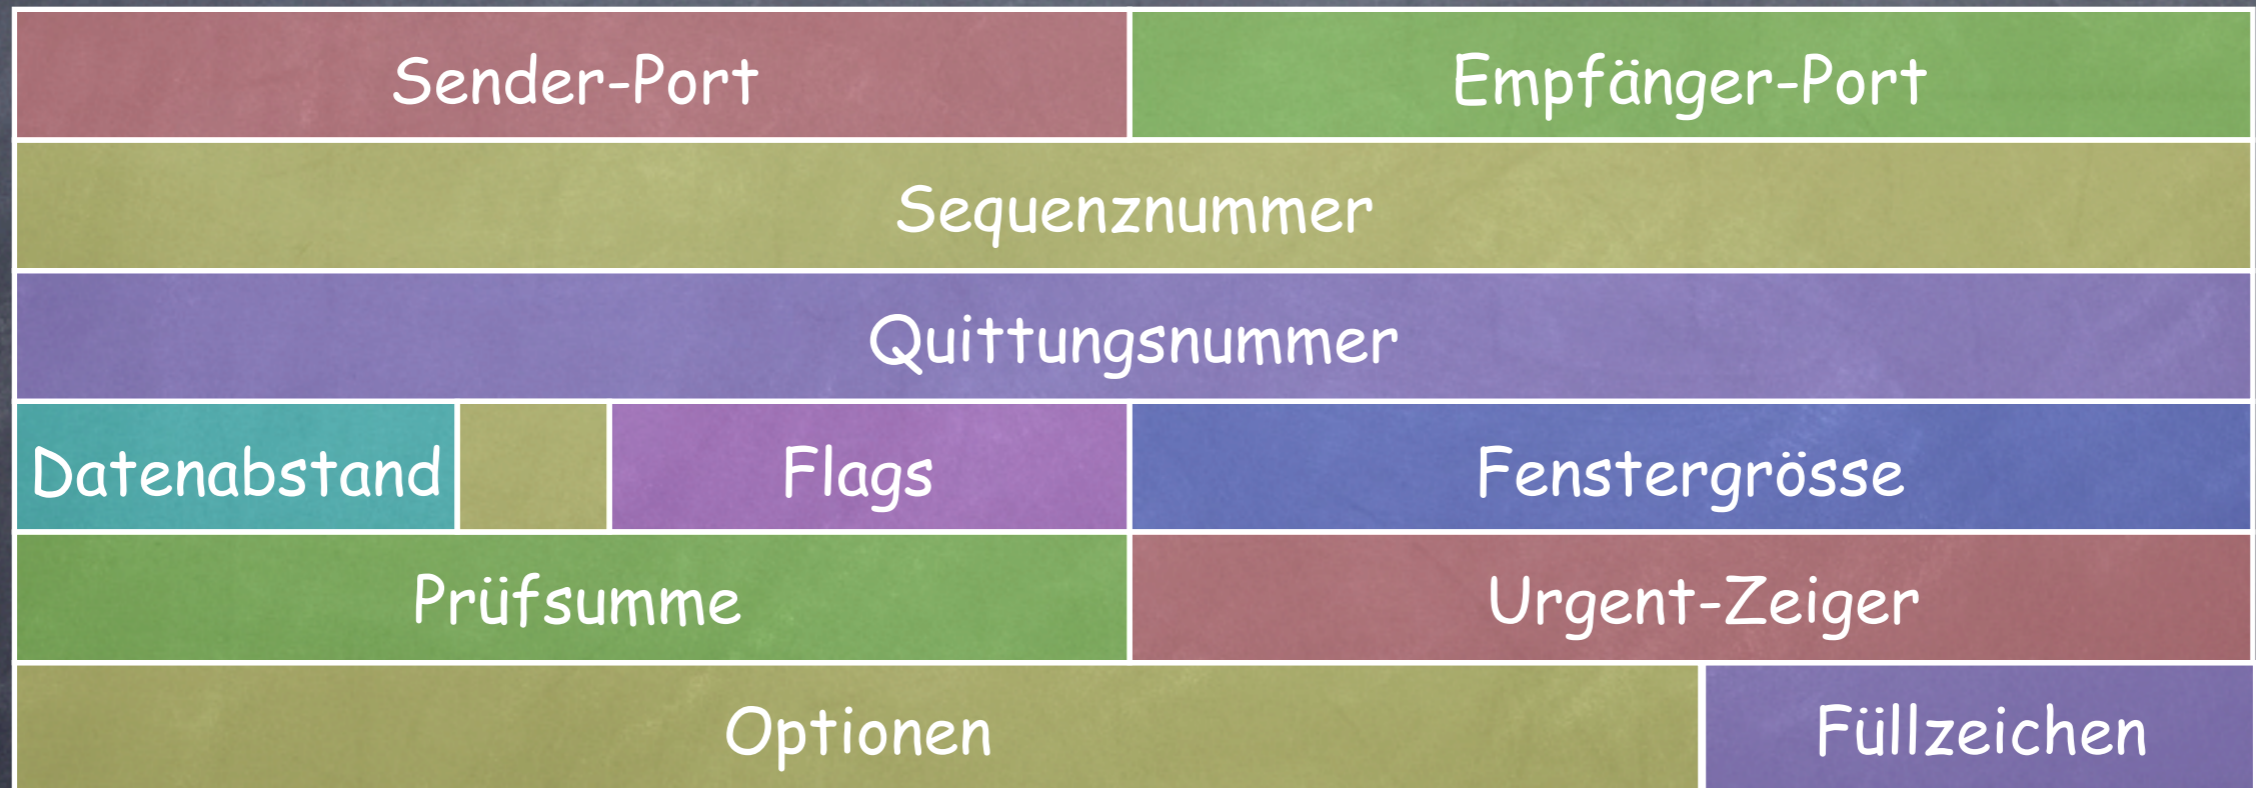 Sender-Port Empfänger-Port
Sequenznummer
Quittungsnummer
Datenabstand Flags Fenstergrösse
Prüfsumme Urgent-Zeiger
Optionen Füllzeichen